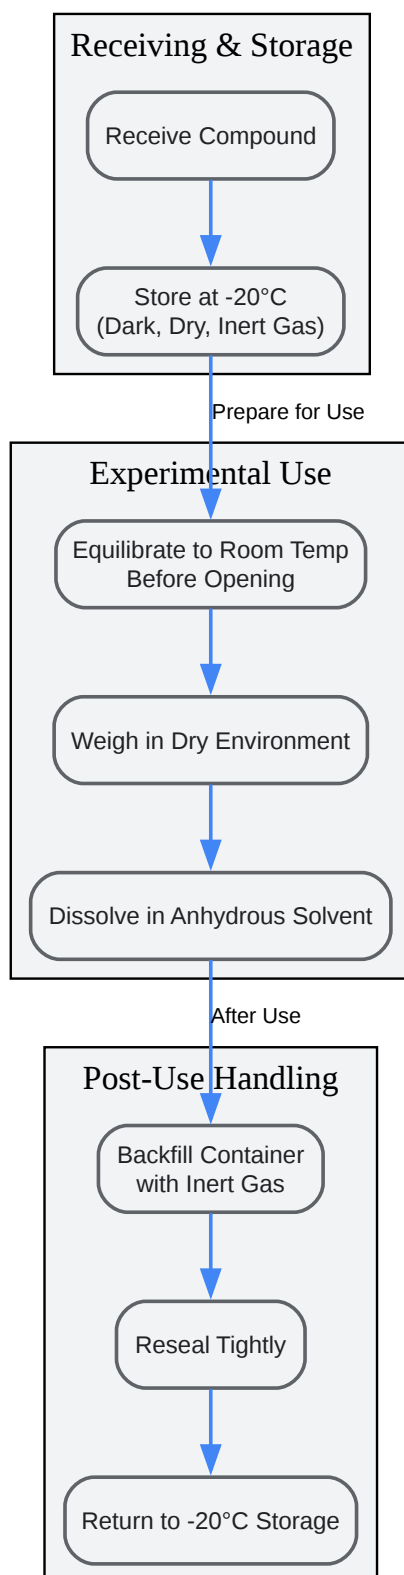 Receiving & Storage
Receive Compound
Store at -20°C
(Dark, Dry, Inert Gas)
Prepare for Use
Experimental Use
Equilibrate to Room Temp
Before Opening
Weigh in Dry Environment
Dissolve in Anhydrous Solvent
After Use
Post-Use Handling
Backfill Container
with Inert Gas
Reseal Tightly
Return to -20°C Storage